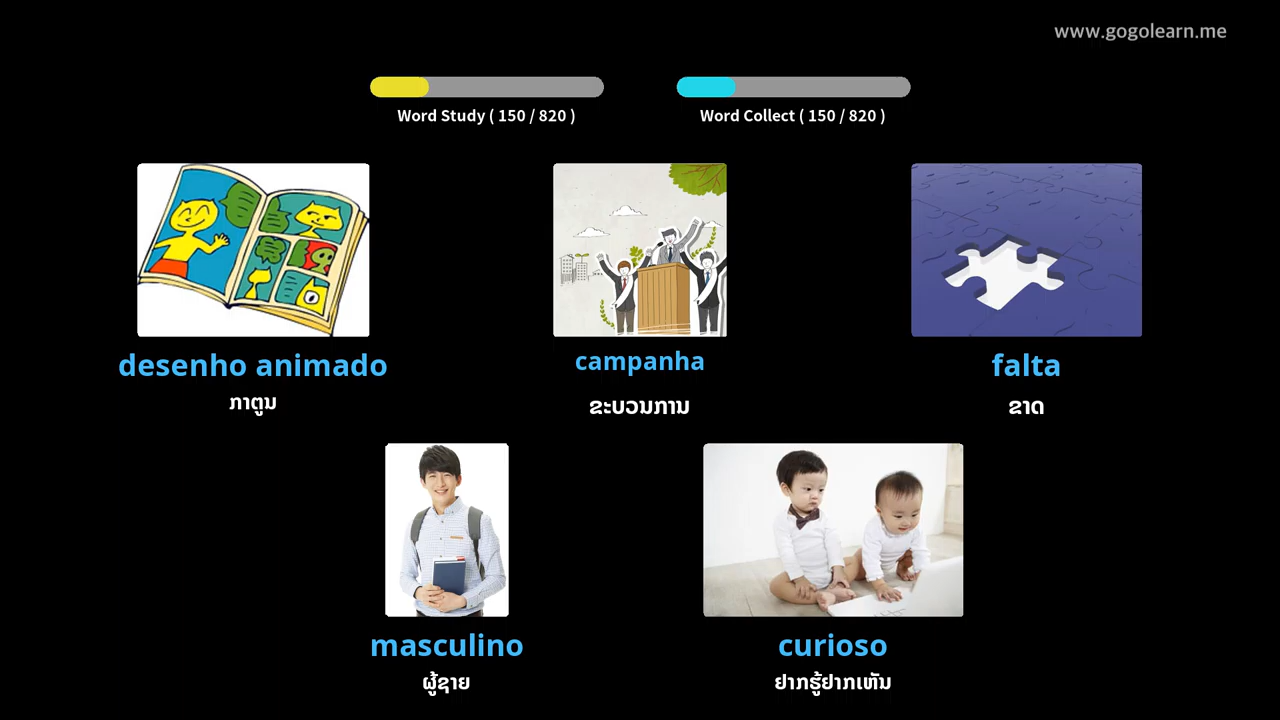 www.gogolearn.me
Word Study ( 150 / 820 )
Word Collect ( 150 / 820 )
desenho animado
ກາຕູນ
campanha
ຂະບວນການ
falta
ຂາດ
masculino
ຜູ້ຊາຍ
curioso
ຢາກຮູ້ຢາກເຫັນ